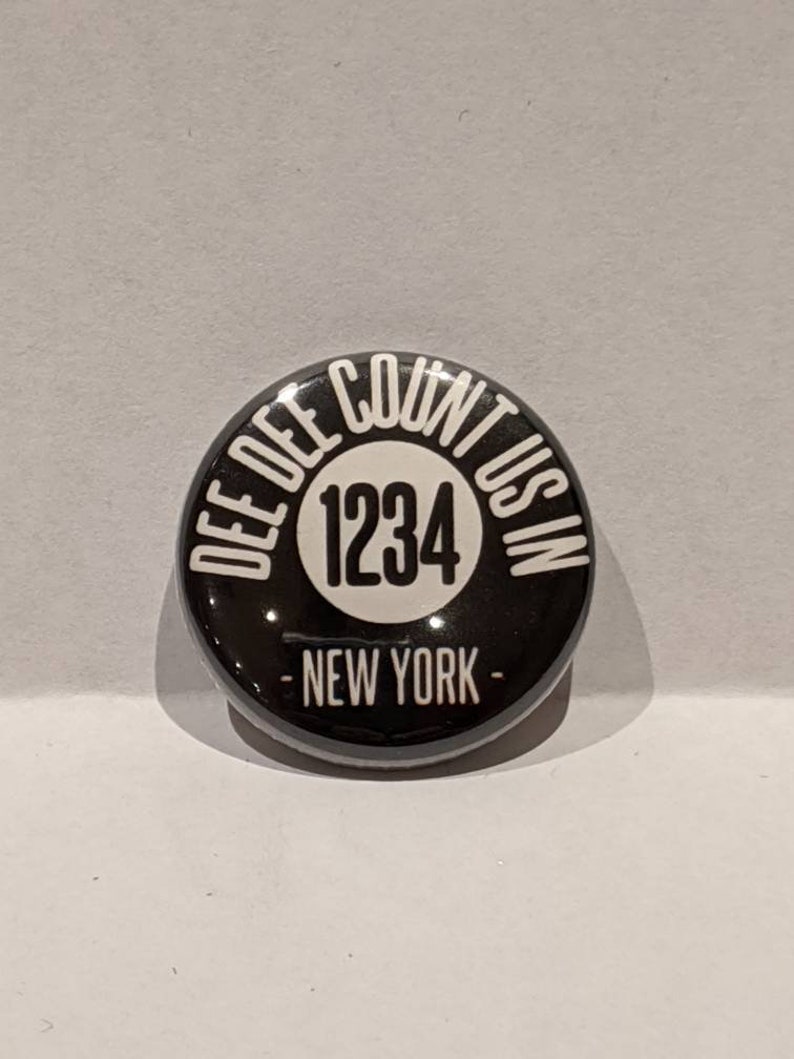 DEE DEE COUNT US IN
1234
- NEW YORK -